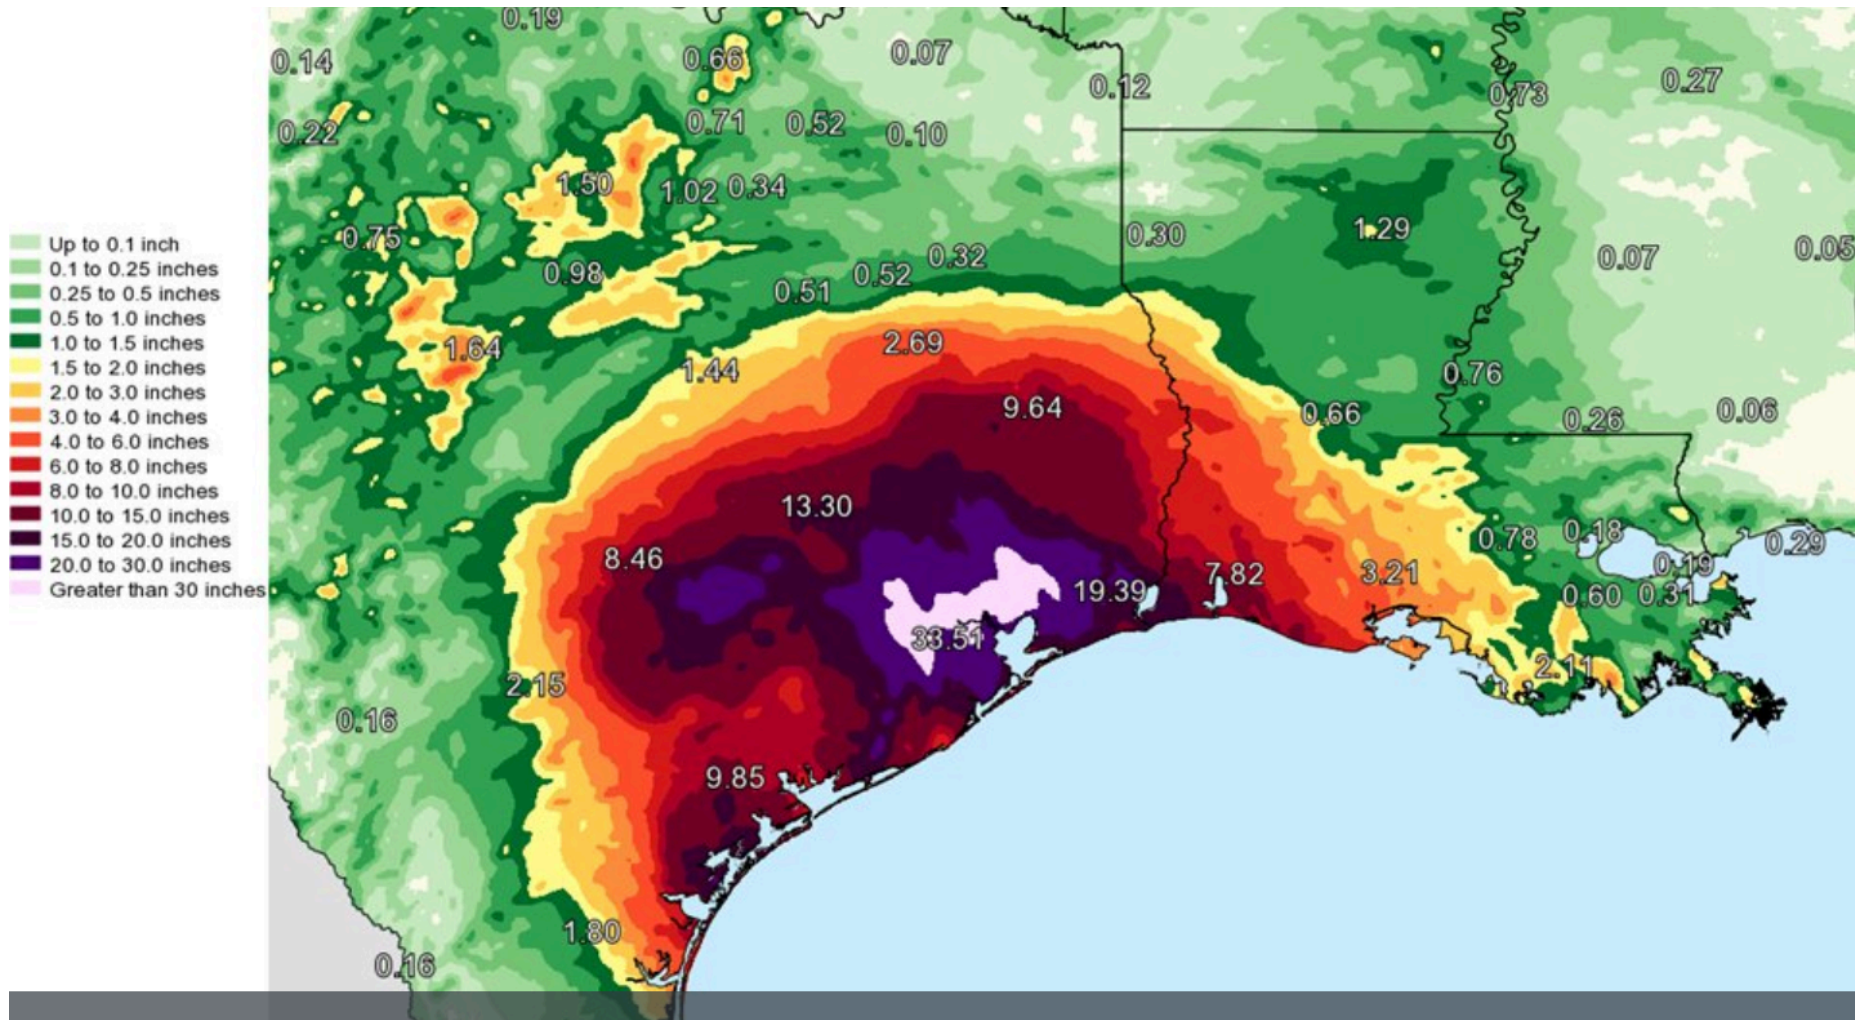 Up to 0.1 inch
0.1 to 0.25 inches
0.25 to 0.5 inches
0.5 to 1.0 inches
1.0 to 1.5 inches
1.5 to 2.0 inches
2.0 to 3.0 inches
3.0 to 4.0 inches
4.0 to 6.0 inches
6.0 to 8.0 inches
8.0 to 10.0 inches
10.0 to 15.0 inches
15.0 to 20.0 inches
20.0 to 30.0 inches
Greater than 30 inches
0.19
0.14 0.66 0.07
0.12 0.73 0.27
0.22 0.71 0.52 0.10
1.50 1.02 0.34
0.75 0.30 1.29
0.98 0.52 0.32 0.07 0.05
0.51
1.64 1.44 2.69 0.76
9.64 0.66 0.26 0.06
13.30
8.46 0.78 0.18 0.29
19.39 7.82 3.21 0.19
0.60 0.31
33.51
2.15 2.11
0.16
9.85
1.80
0.16